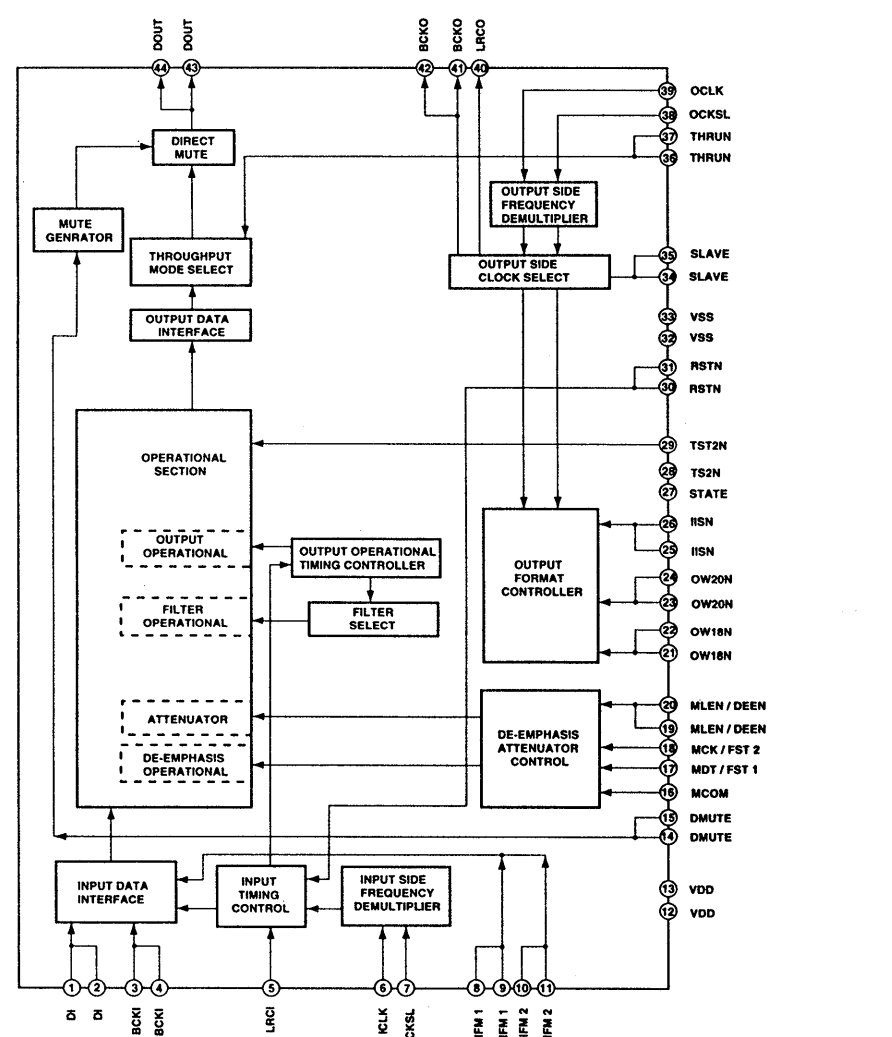 DOUT
DOUT
BCKO
BCKO
LRCO
44
43
42
41
40
39 OCLK
38 OCKSL
37 THRUN
36 THRUN
DIRECT
MUTE
OUTPUT SIDE
FREQUENCY
DEMULTIPLIER
MUTE
GENRATOR
THROUGHPUT
MODE SELECT
OUTPUT SIDE
CLOCK SELECT
35 SLAVE
34 SLAVE
OUTPUT DATA
INTERFACE
33 VSS
32 VSS
31 RSTN
30 RSTN
OPERATIONAL
SECTION
29 TST2N
28 TS2N
27 STATE
26 IISN
25 IISN
OUTPUT
OPERATIONAL
OUTPUT OPERATIONAL
TIMING CONTROLLER
OUTPUT
FORMAT
CONTROLLER
24 OW20N
23 OW20N
FILTER
OPERATIONAL
FILTER
SELECT
22 OW18N
21 OW18N
ATTENUATOR
DE-EMPHASIS
OPERATIONAL
DE-EMPHASIS
ATTENUATOR
CONTROL
20 MLEN / DEEN
19 MLEN / DEEN
18 MCK / FST 2
17 MDT / FST 1
16 MCOM
15 DMUTE
14 DMUTE
INPUT DATA
INTERFACE
INPUT
TIMING
CONTROL
INPUT SIDE
FREQUENCY
DEMULTIPLIER
13 VDD
12 VDD
1
2
3
4
5
6
7
8
9
10
11
DI
DI
BCKI
BCKI
LRCI
ICLK
CKSL
IFM 1
IFM 1
IFM 2
IFM 2